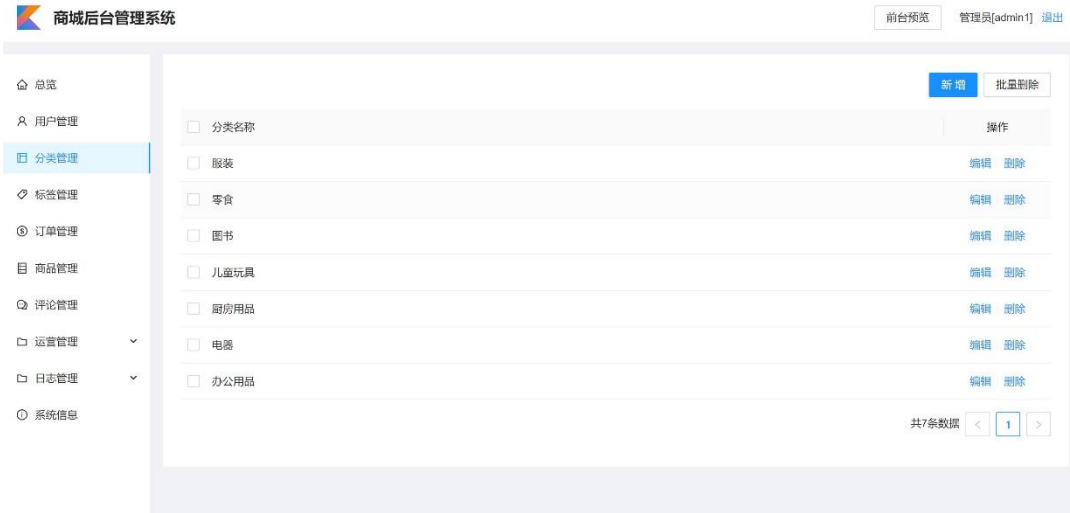 商城后台管理系统
前台预览 管理员[admin1] 退出
总览
用户管理
分类管理
标签管理
订单管理
商品管理
评论管理
运营管理
日志管理
系统信息
新增 批量删除
分类名称 操作
服装 编辑 删除
零食 编辑 删除
图书 编辑 删除
儿童玩具 编辑 删除
厨房用品 编辑 删除
电器 编辑 删除
办公用品 编辑 删除
共7条数据 < 1 >